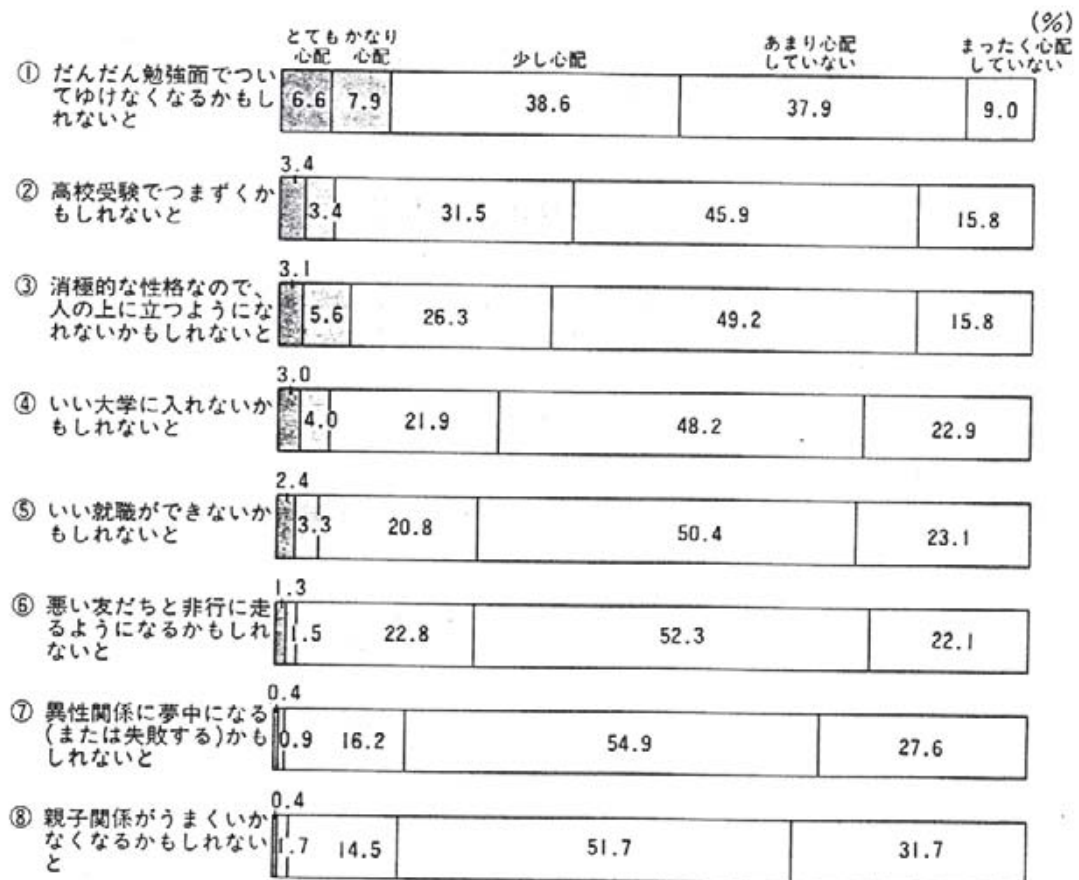 (%)
とても かなり
心配 心配
少し心配
あまり心配
していない
まったく心配
していない
① だんだん勉強面でつい
てゆけなくなるかもし
れないと
6.6 7.9 38.6 37.9 9.0
3.4
② 高校受験でつまずくか
もしれないと
3.4 31.5 45.9 15.8
3.1
③ 消極的な性格なので、
人の上に立つようにな
れないかもしれないと
5.6 26.3 49.2 15.8
3.0
④ いい大学に入れないか
もしれないと
4.0 21.9 48.2 22.9
2.4
⑤ いい就職ができないか
もしれないと
3.3 20.8 50.4 23.1
1.3
⑥ 悪い友だちと非行に走
るようになるかもしれ
ないと
1.5 22.8 52.3 22.1
0.4
⑦ 異性関係に夢中になる
(または失敗する)かも
しれないと
0.9 16.2 54.9 27.6
0.4
⑧ 親子関係がうまくいか
なくなるかもしれない
と
1.7 14.5 51.7 31.7